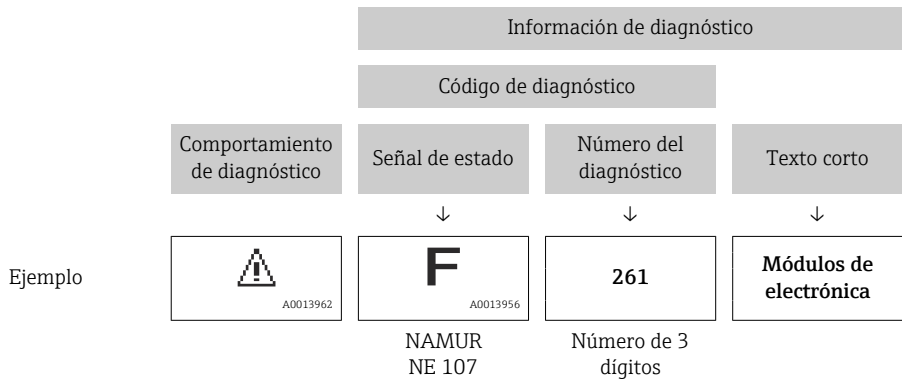 Información de diagnóstico
Código de diagnóstico
Comportamiento
de diagnóstico
Señal de estado
Número del
diagnóstico
Texto corto
↓
↓
↓
Ejemplo
A0013962
F
A0013956
261
Módulos de
electrónica
NAMUR
NE 107
Número de 3
dígitos